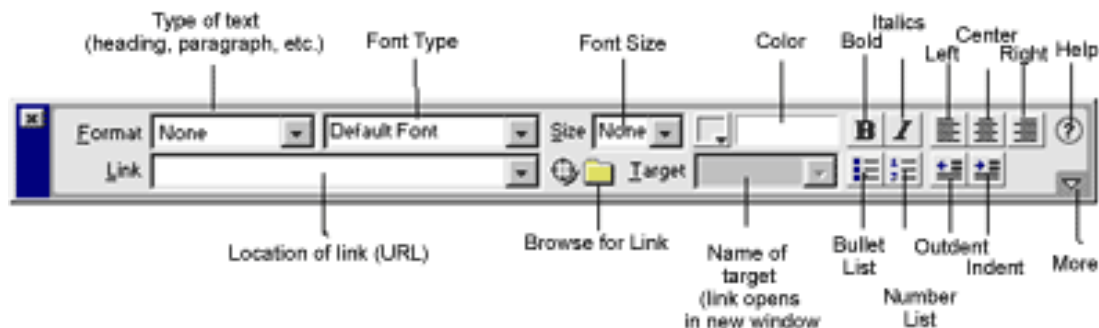 Type of text
(heading, paragraph, etc.)
Font Type
Font Size
Color
Bold
Italics
Left
Center
Right
Help
Format
None
Default Font
Size
None
B
I
?
Link
Target
Location of link (URL)
Browse for Link
Name of
target
(link opens
in new window
Bullet
List
Number
List
Outdent
Indent
More